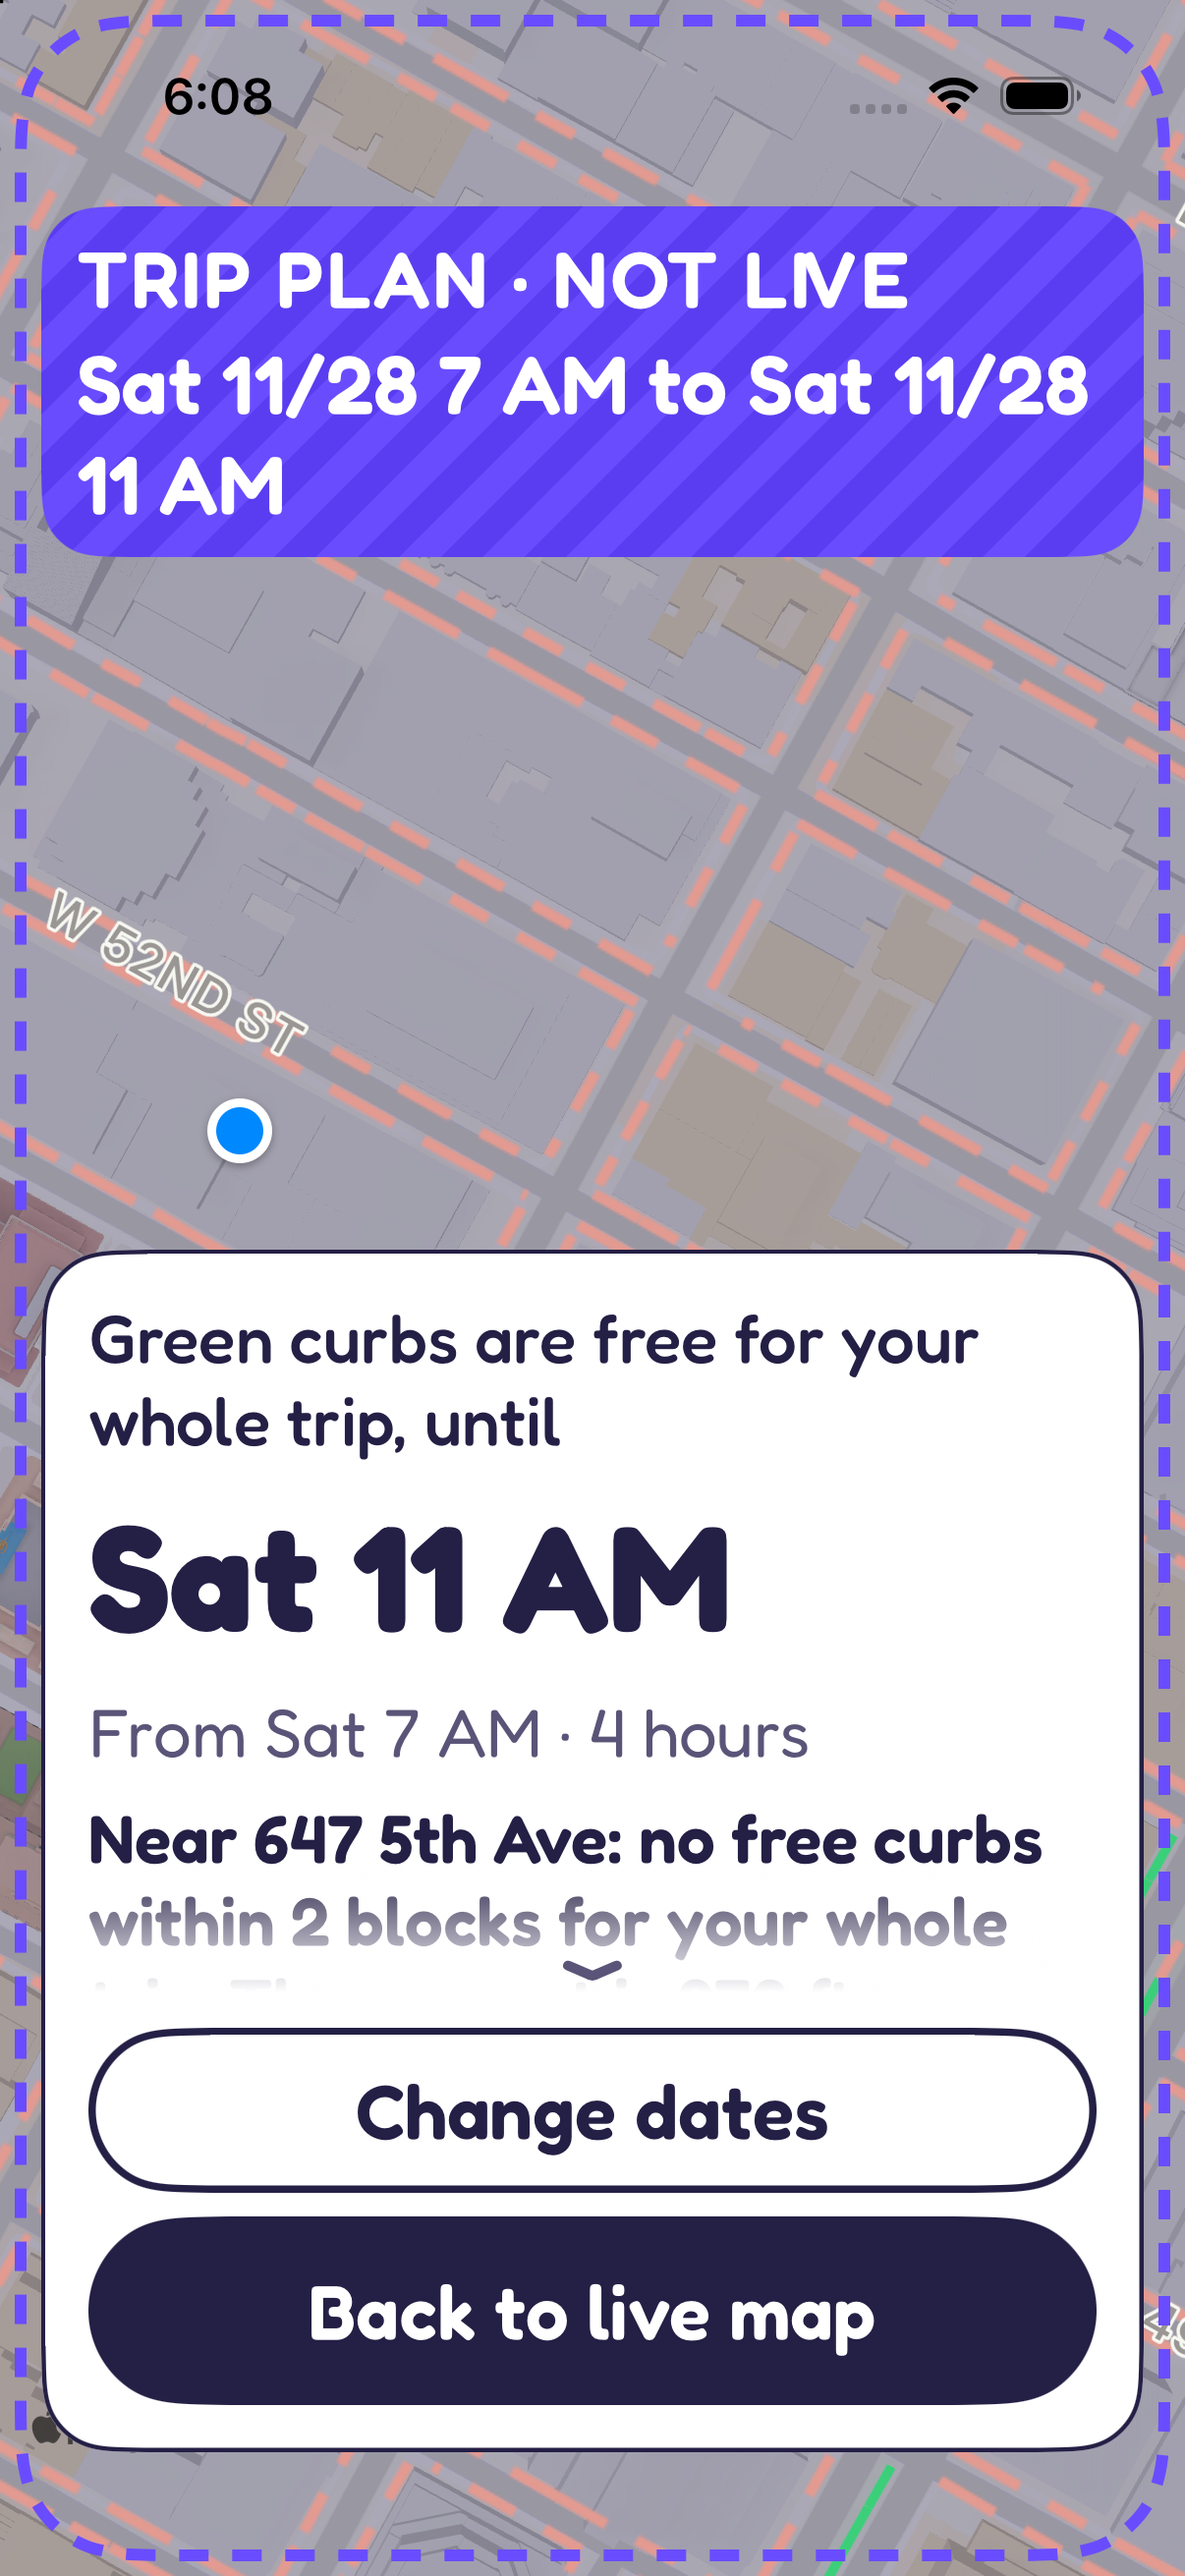 6:08
TRIP PLAN · NOT LIVE
Sat 11/28 7 AM to Sat 11/28
11 AM
W 52ND ST
Green curbs are free for your
whole trip, until
Sat 11 AM
From Sat 7 AM · 4 hours
Near 647 5th Ave: no free curbs
within 2 blocks for your whole
Change dates
Back to live map